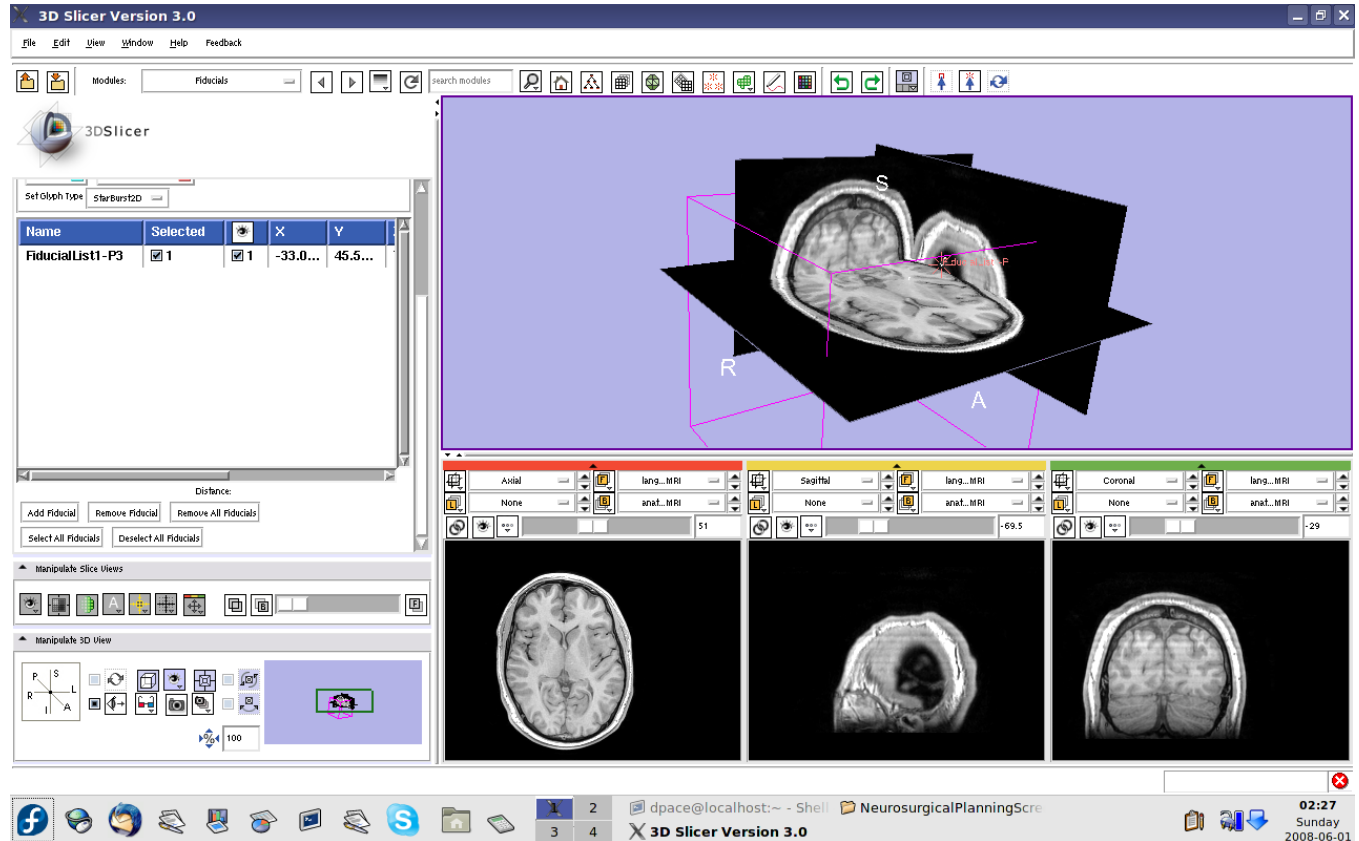 3D Slicer Version 3.0
File Edit View Window Help Feedback
Modules: Fiducials search modules
3DSlicer
Set Glyph Type StarBurst2D
Name Selected X Y
FiducialList1-P3 1 1 -33.0... 45.5...
Distance:
Add Fiducial Remove Fiducial Remove All Fiducials
Select All Fiducials Deselect All Fiducials
Manipulate Slice Views
Manipulate 3D View
P S
R L
I A
100
S
R
A
Axial lang...MRI
None anat...MRI
51
Sagittal lang...MRI
None anat...MRI
-69.5
Coronal lang...MRI
None anat...MRI
-29
1 2
3 4
dpace@localhost:~ - Shell NeurosurgicalPlanningScre
3D Slicer Version 3.0
02:27
Sunday
2008-06-01